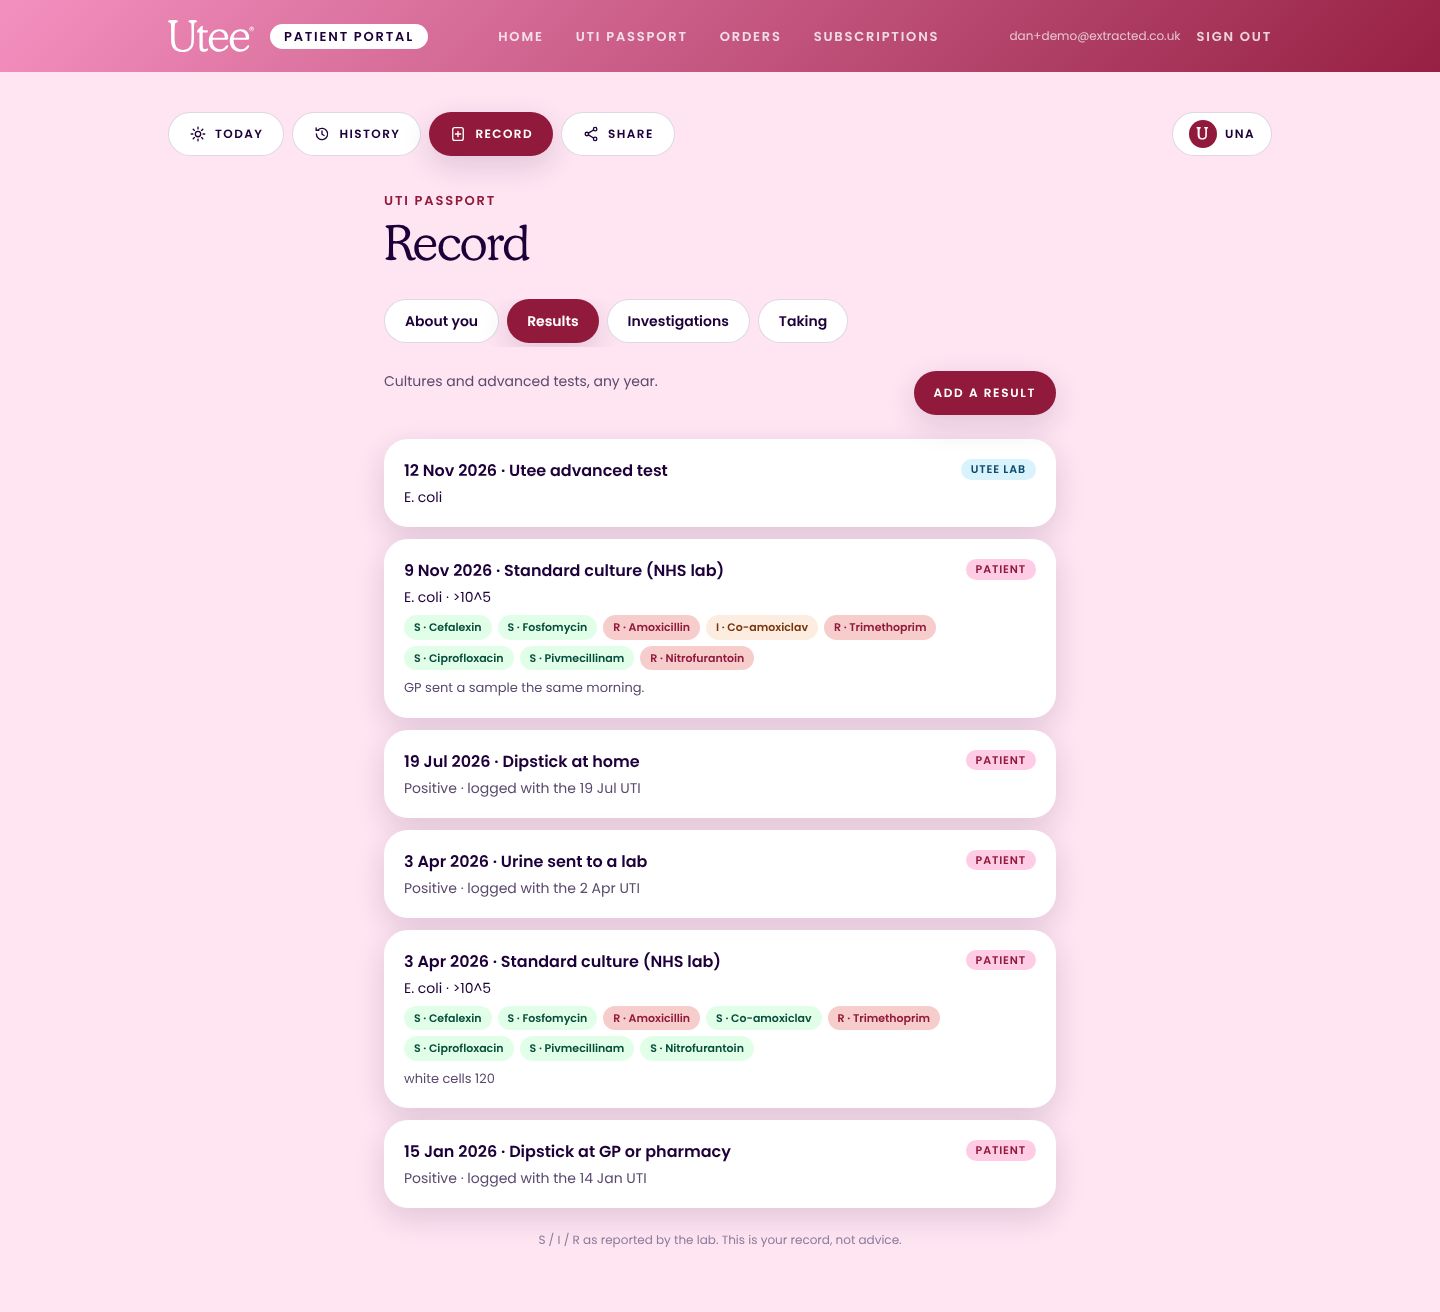 Utee®
PATIENT PORTAL
HOME
UTI PASSPORT
ORDERS
SUBSCRIPTIONS
dan+demo@extracted.co.uk
SIGN OUT
TODAY
HISTORY
RECORD
SHARE
U
UNA
UTI PASSPORT
Record
About you
Results
Investigations
Taking
Cultures and advanced tests, any year.
ADD A RESULT
12 Nov 2026 · Utee advanced test
UTEE LAB
E. coli
9 Nov 2026 · Standard culture (NHS lab)
PATIENT
E. coli · >10^5
S · Cefalexin
S · Fosfomycin
R · Amoxicillin
I · Co-amoxiclav
R · Trimethoprim
S · Ciprofloxacin
S · Pivmecillinam
R · Nitrofurantoin
GP sent a sample the same morning.
19 Jul 2026 · Dipstick at home
PATIENT
Positive · logged with the 19 Jul UTI
3 Apr 2026 · Urine sent to a lab
PATIENT
Positive · logged with the 2 Apr UTI
3 Apr 2026 · Standard culture (NHS lab)
PATIENT
E. coli · >10^5
S · Cefalexin
S · Fosfomycin
R · Amoxicillin
S · Co-amoxiclav
R · Trimethoprim
S · Ciprofloxacin
S · Pivmecillinam
S · Nitrofurantoin
white cells 120
15 Jan 2026 · Dipstick at GP or pharmacy
PATIENT
Positive · logged with the 14 Jan UTI
S / I / R as reported by the lab. This is your record, not advice.